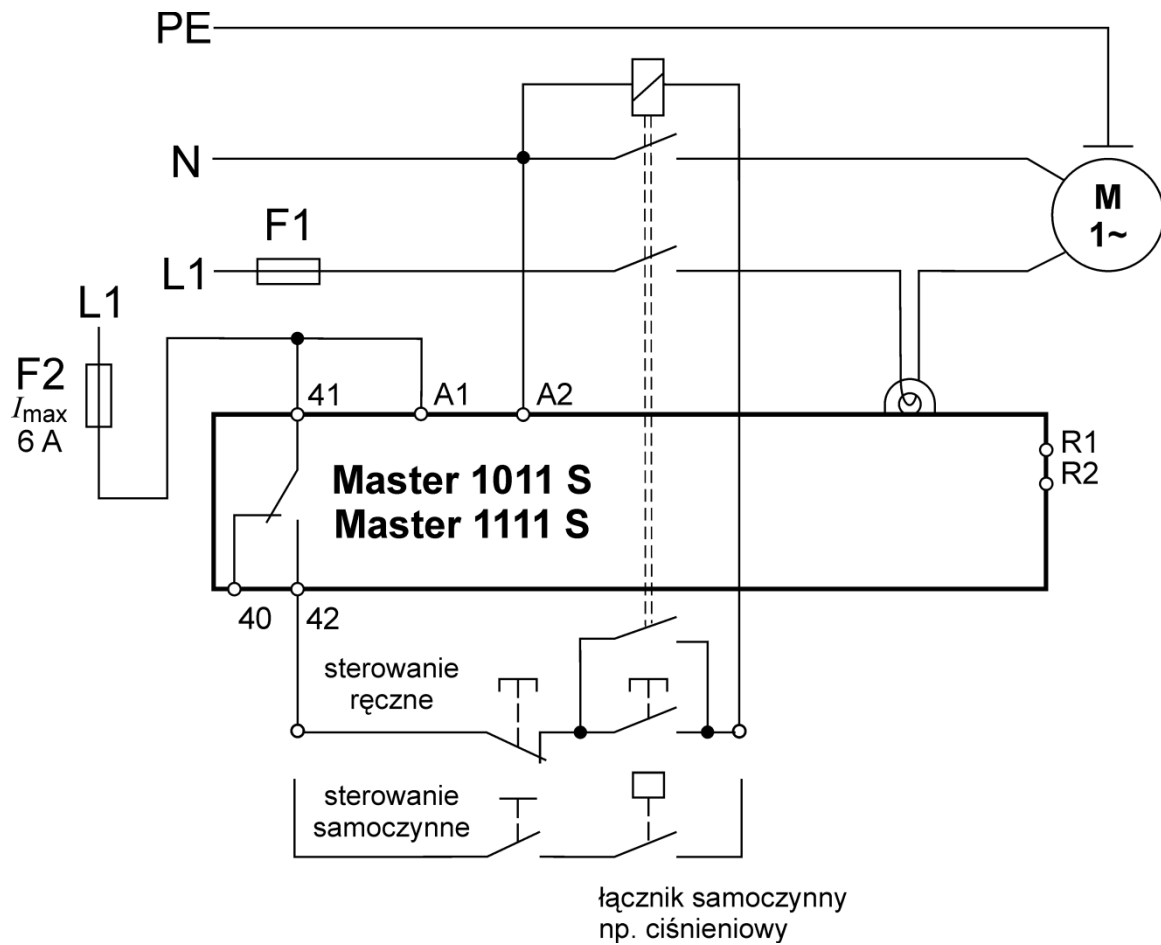 PE
N
F1
L1
M
1~
L1
F2
Imax
6 A
41
A1
A2
R1
R2
Master 1011 S
Master 1111 S
40
42
sterowanie
ręczne
sterowanie
samoczynne
łącznik samoczynny
np. ciśnieniowy